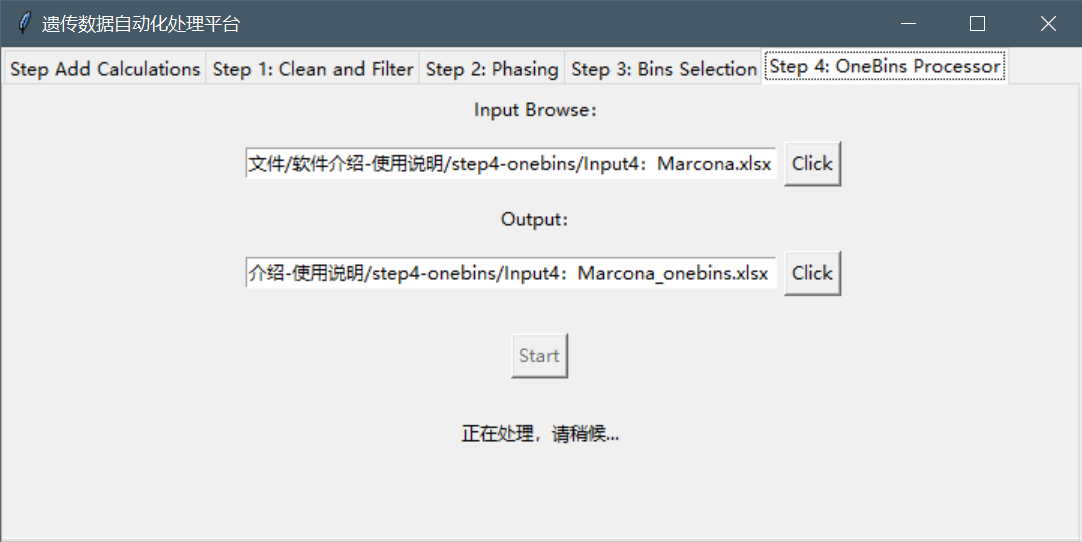 遗传数据自动化处理平台
Step Add Calculations Step 1: Clean and Filter Step 2: Phasing Step 3: Bins Selection Step 4: OneBins Processor
Input Browse：
文件/软件介绍-使用说明/step4-onebins/Input4：Marcona.xlsx Click
Output：
介绍-使用说明/step4-onebins/Input4：Marcona_onebins.xlsx Click
Start
正在处理，请稍候...